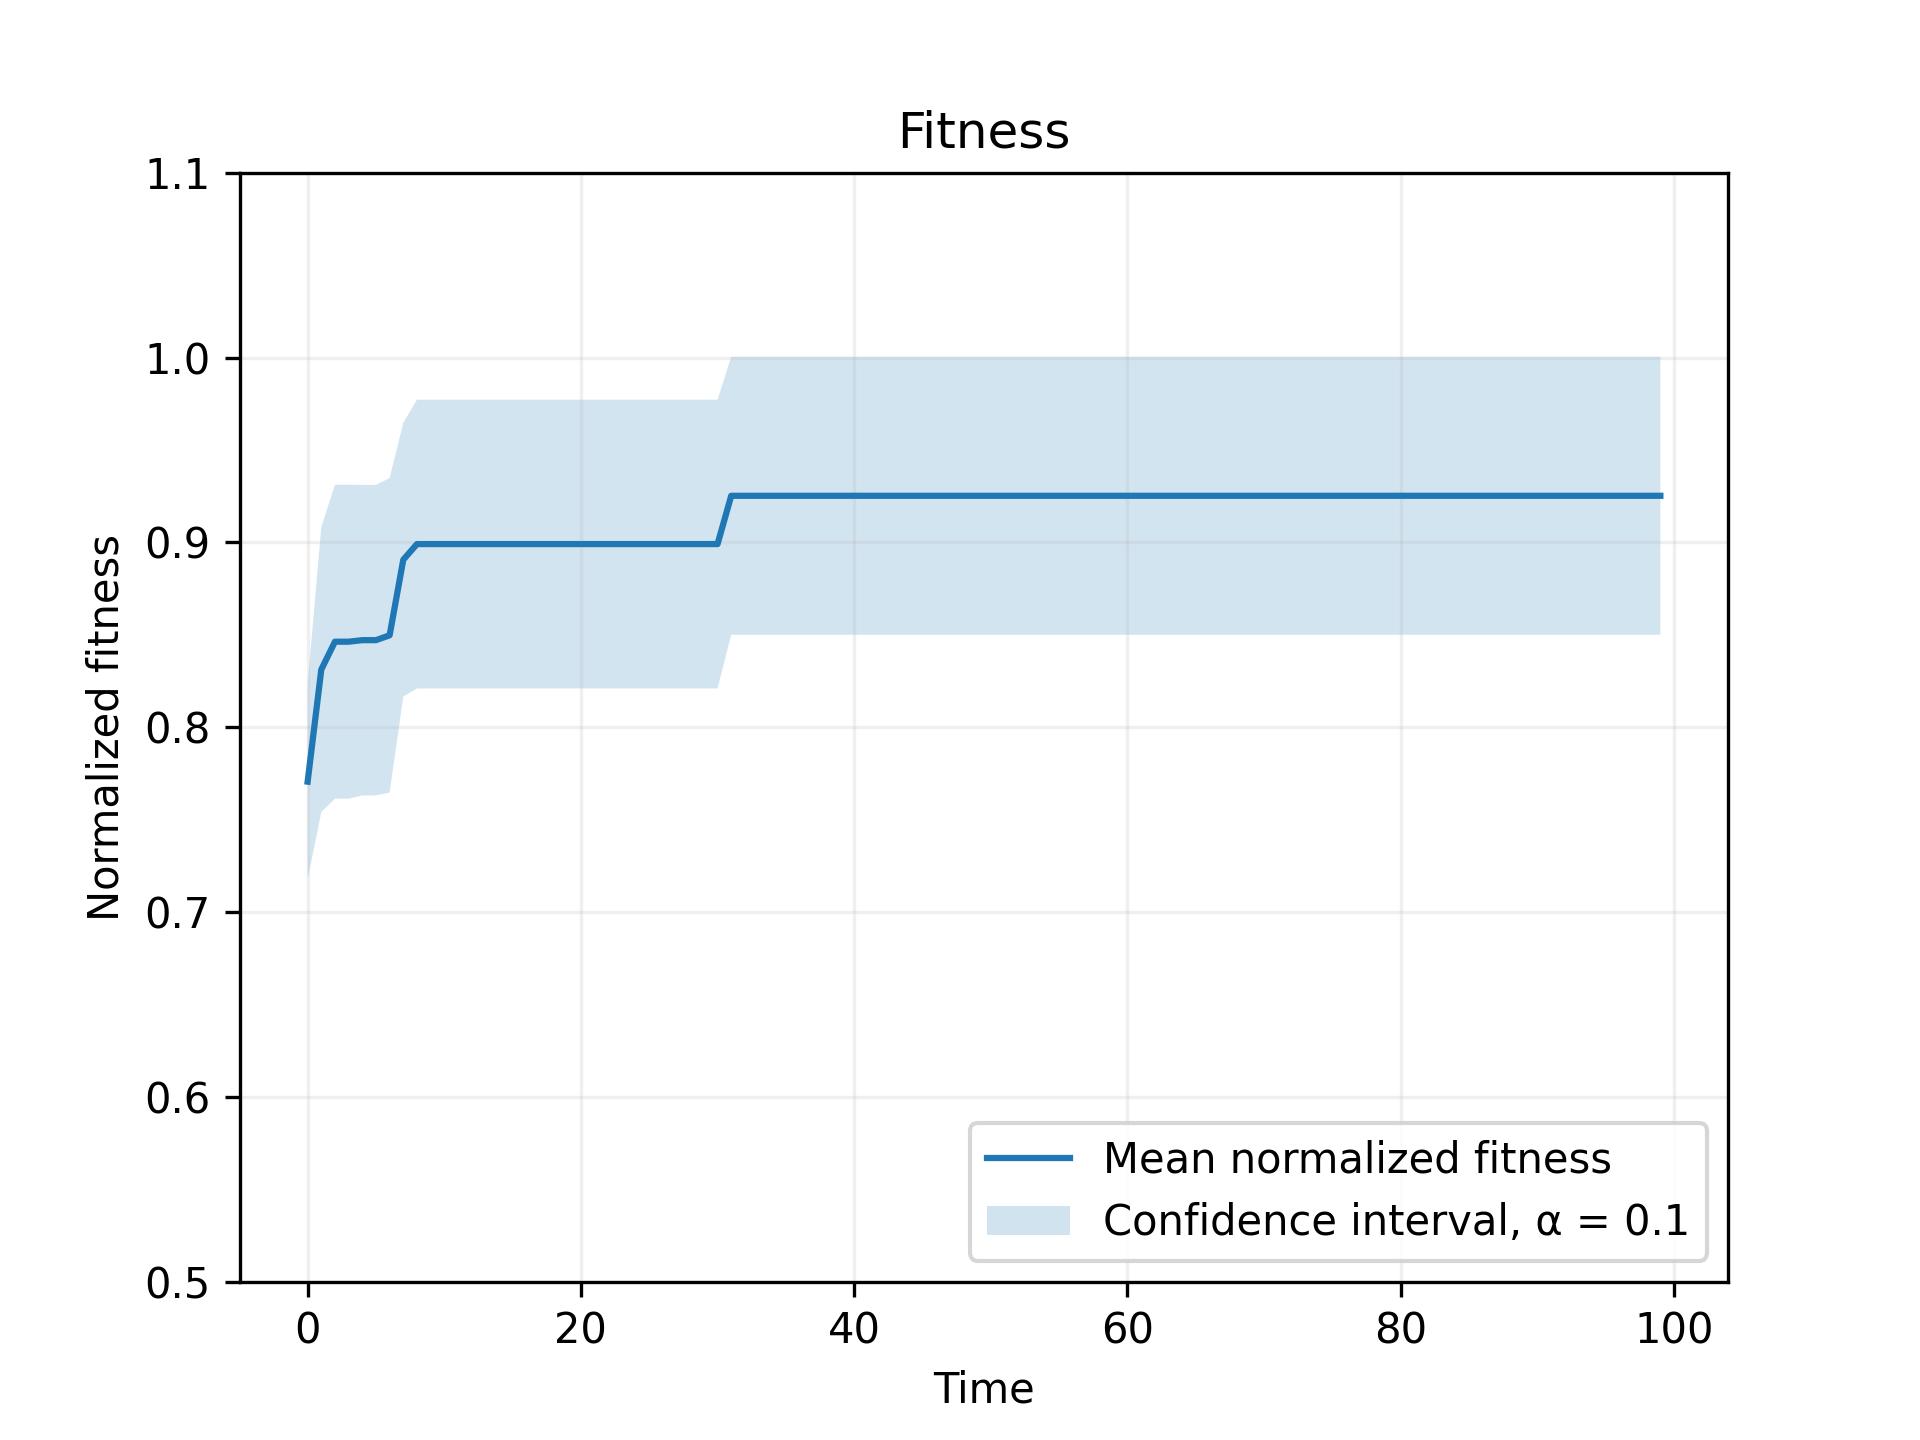 Fitness
1.1
1.0
0.9
0.8
0.7
0.6
0.5
Normalized fitness
Mean normalized fitness
Confidence interval, α = 0.1
0 20 40 60 80 100
Time